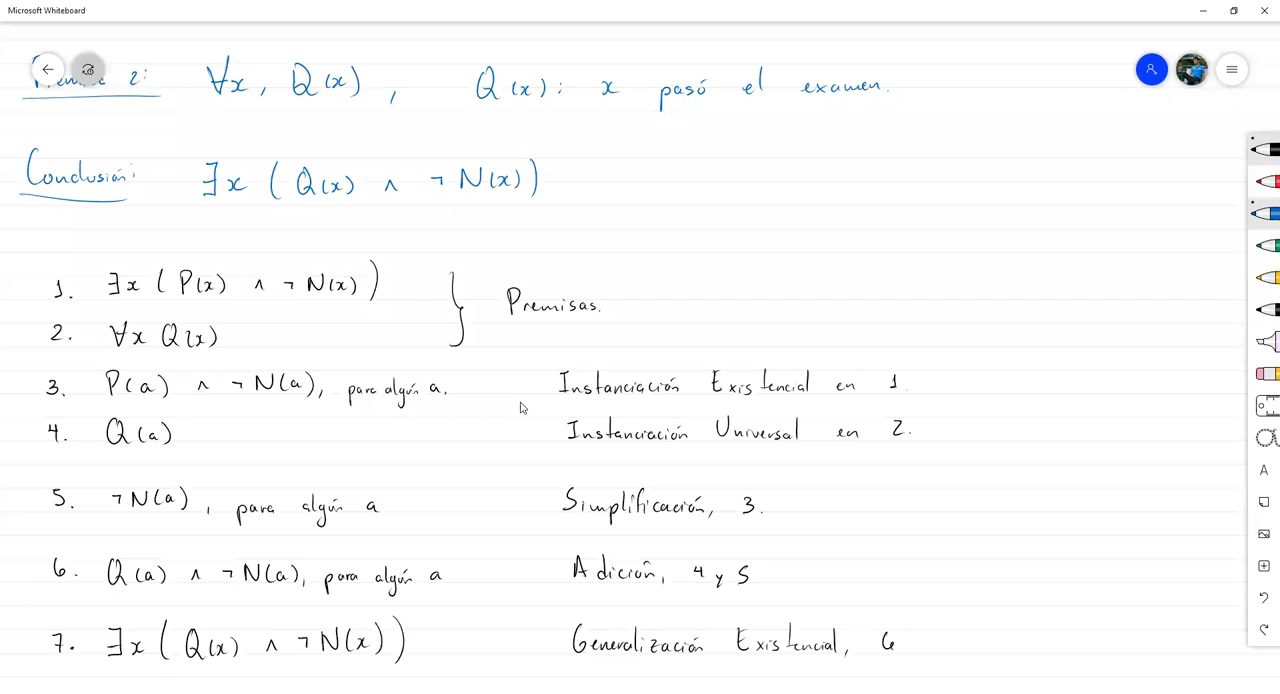 Microsoft Whiteboard
2: ∀x, Q(x), Q(x): x pasó el examen.
Conclusión: ∃x (Q(x) ∧ ¬N(x))
1. ∃x (P(x) ∧ ¬N(x)) } Premisas.
2. ∀x Q(x)
3. P(a) ∧ ¬N(a), para algún a. Instanciación Existencial en 1.
4. Q(a) Instanciación Universal en 2.
5. ¬N(a), para algún a Simplificación, 3.
6. Q(a) ∧ ¬N(a), para algún a Adición, 4 y 5
7. ∃x (Q(x) ∧ ¬N(x)) Generalización Existencial, 6
A